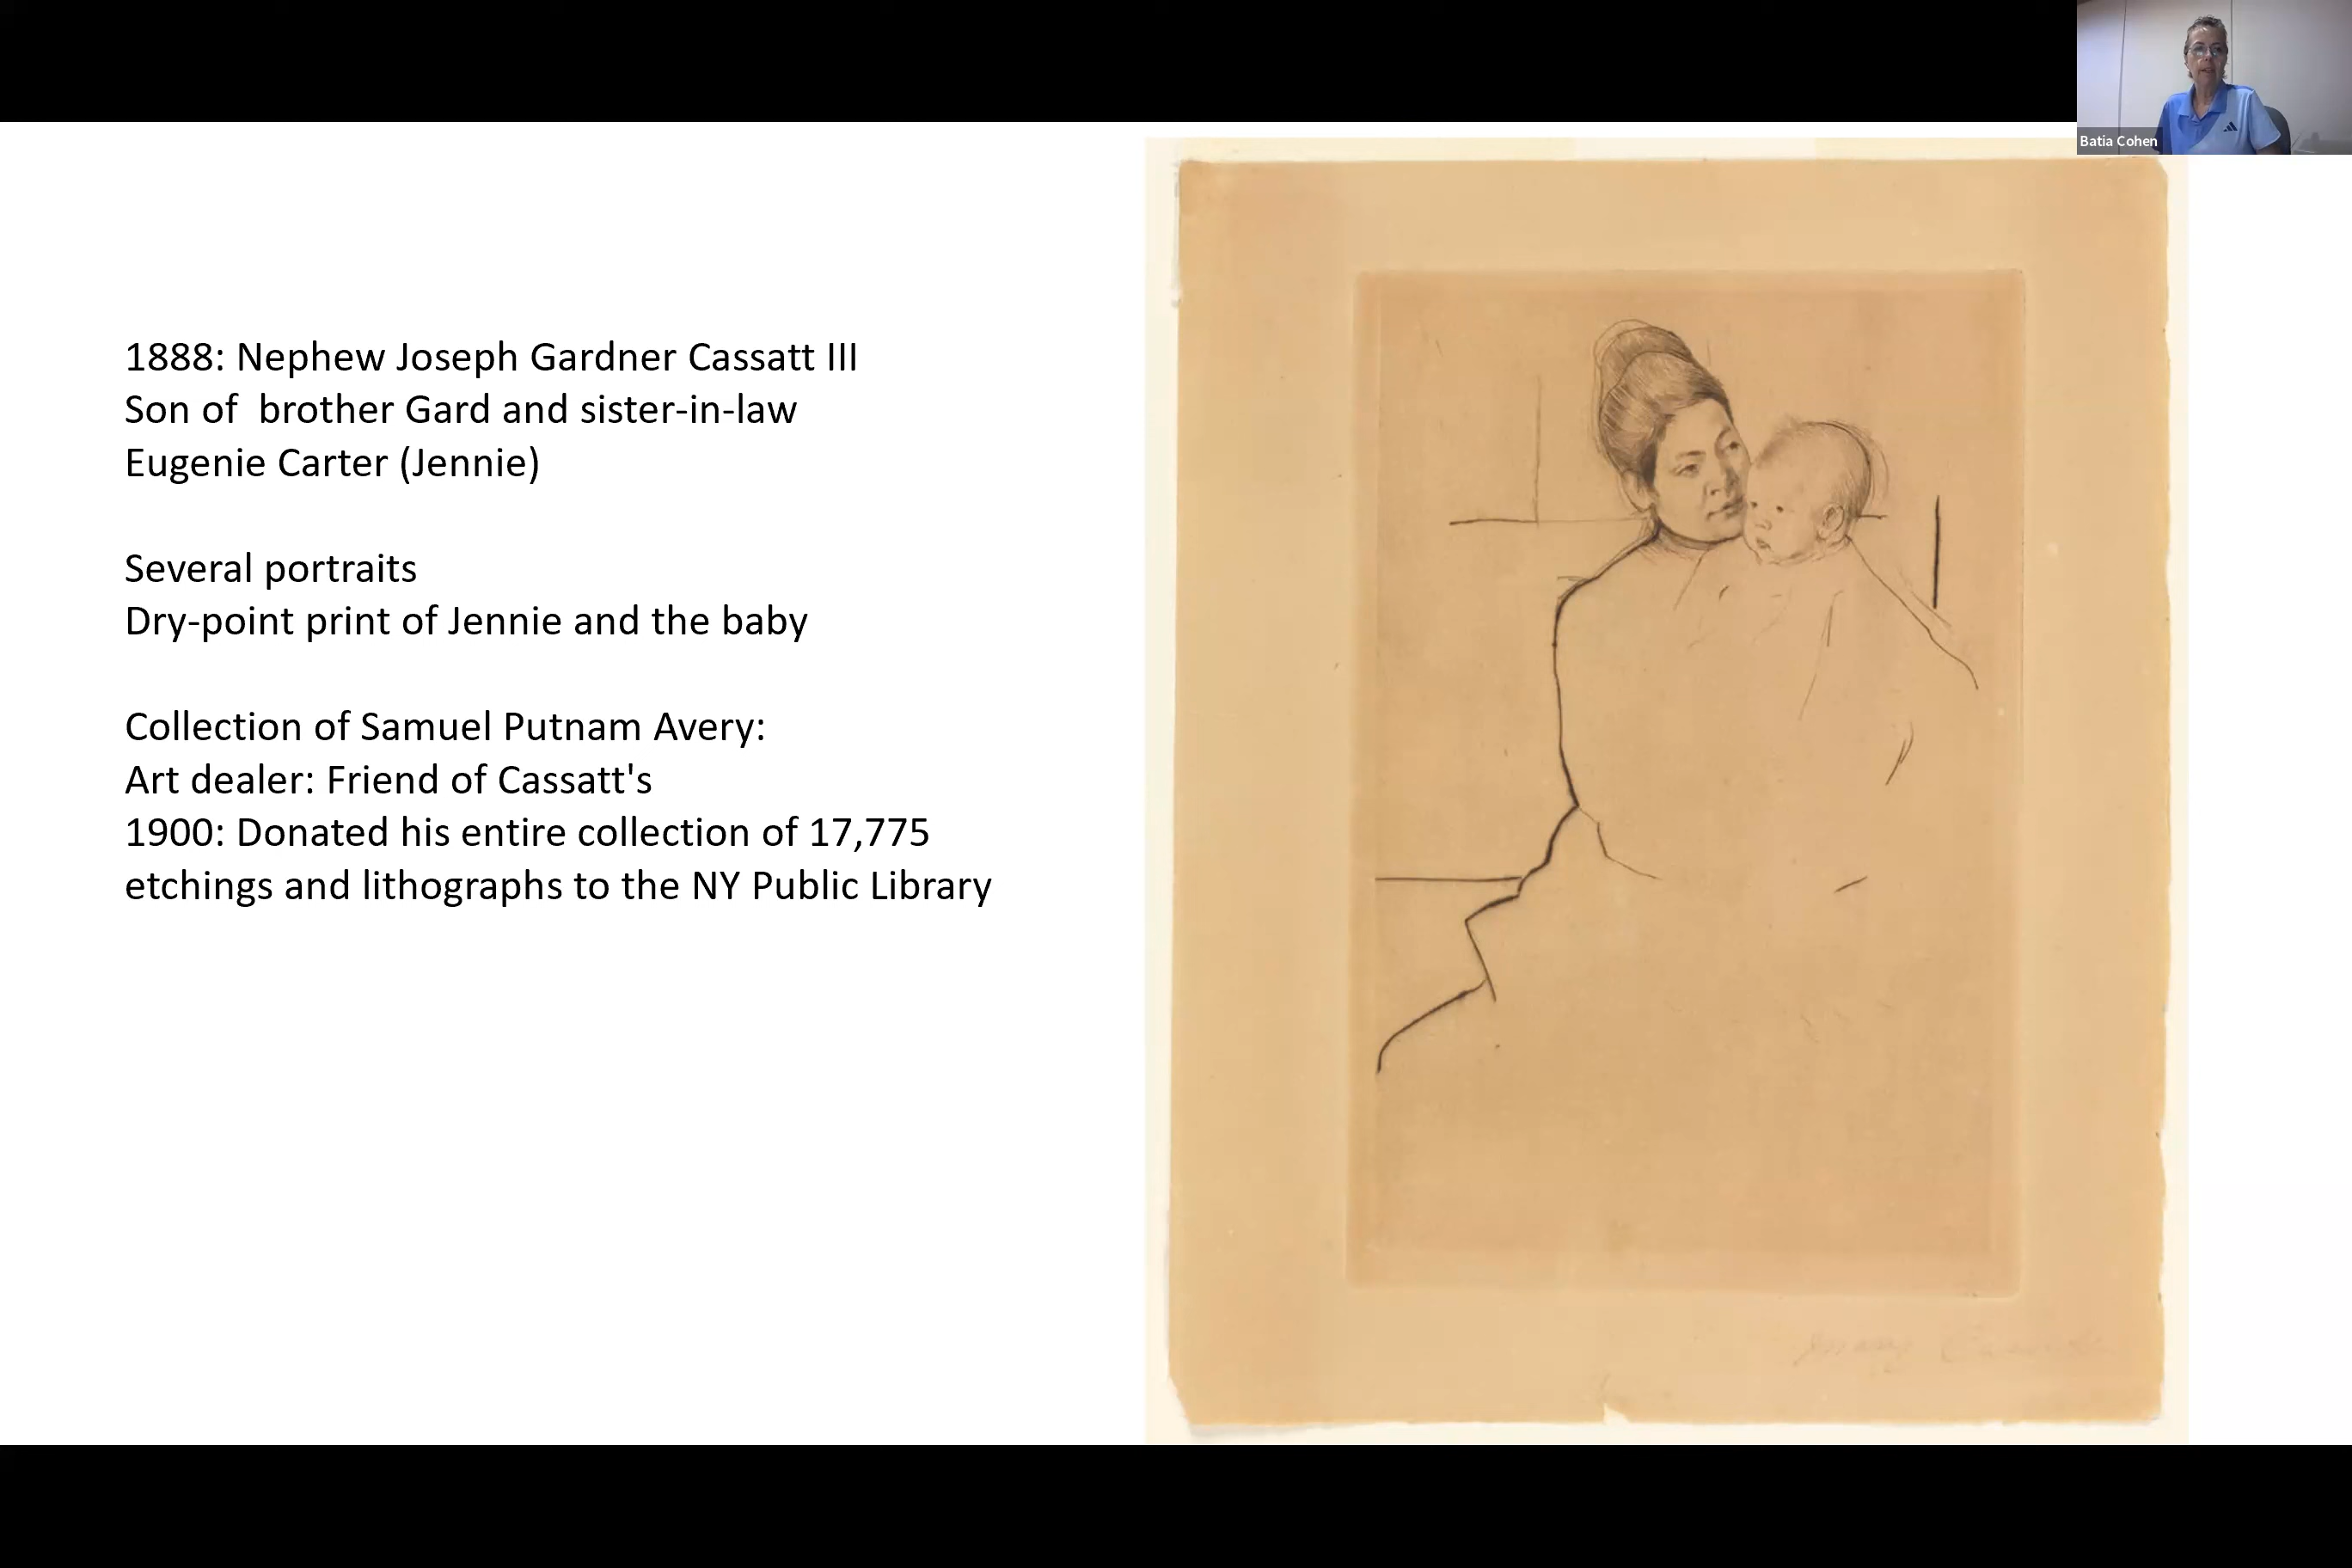 Batia Cohen
1888: Nephew Joseph Gardner Cassatt III
Son of  brother Gard and sister-in-law
Eugenie Carter (Jennie)
Several portraits
Dry-point print of Jennie and the baby
Collection of Samuel Putnam Avery:
Art dealer: Friend of Cassatt's
1900: Donated his entire collection of 17,775
etchings and lithographs to the NY Public Library
Mary Cassatt